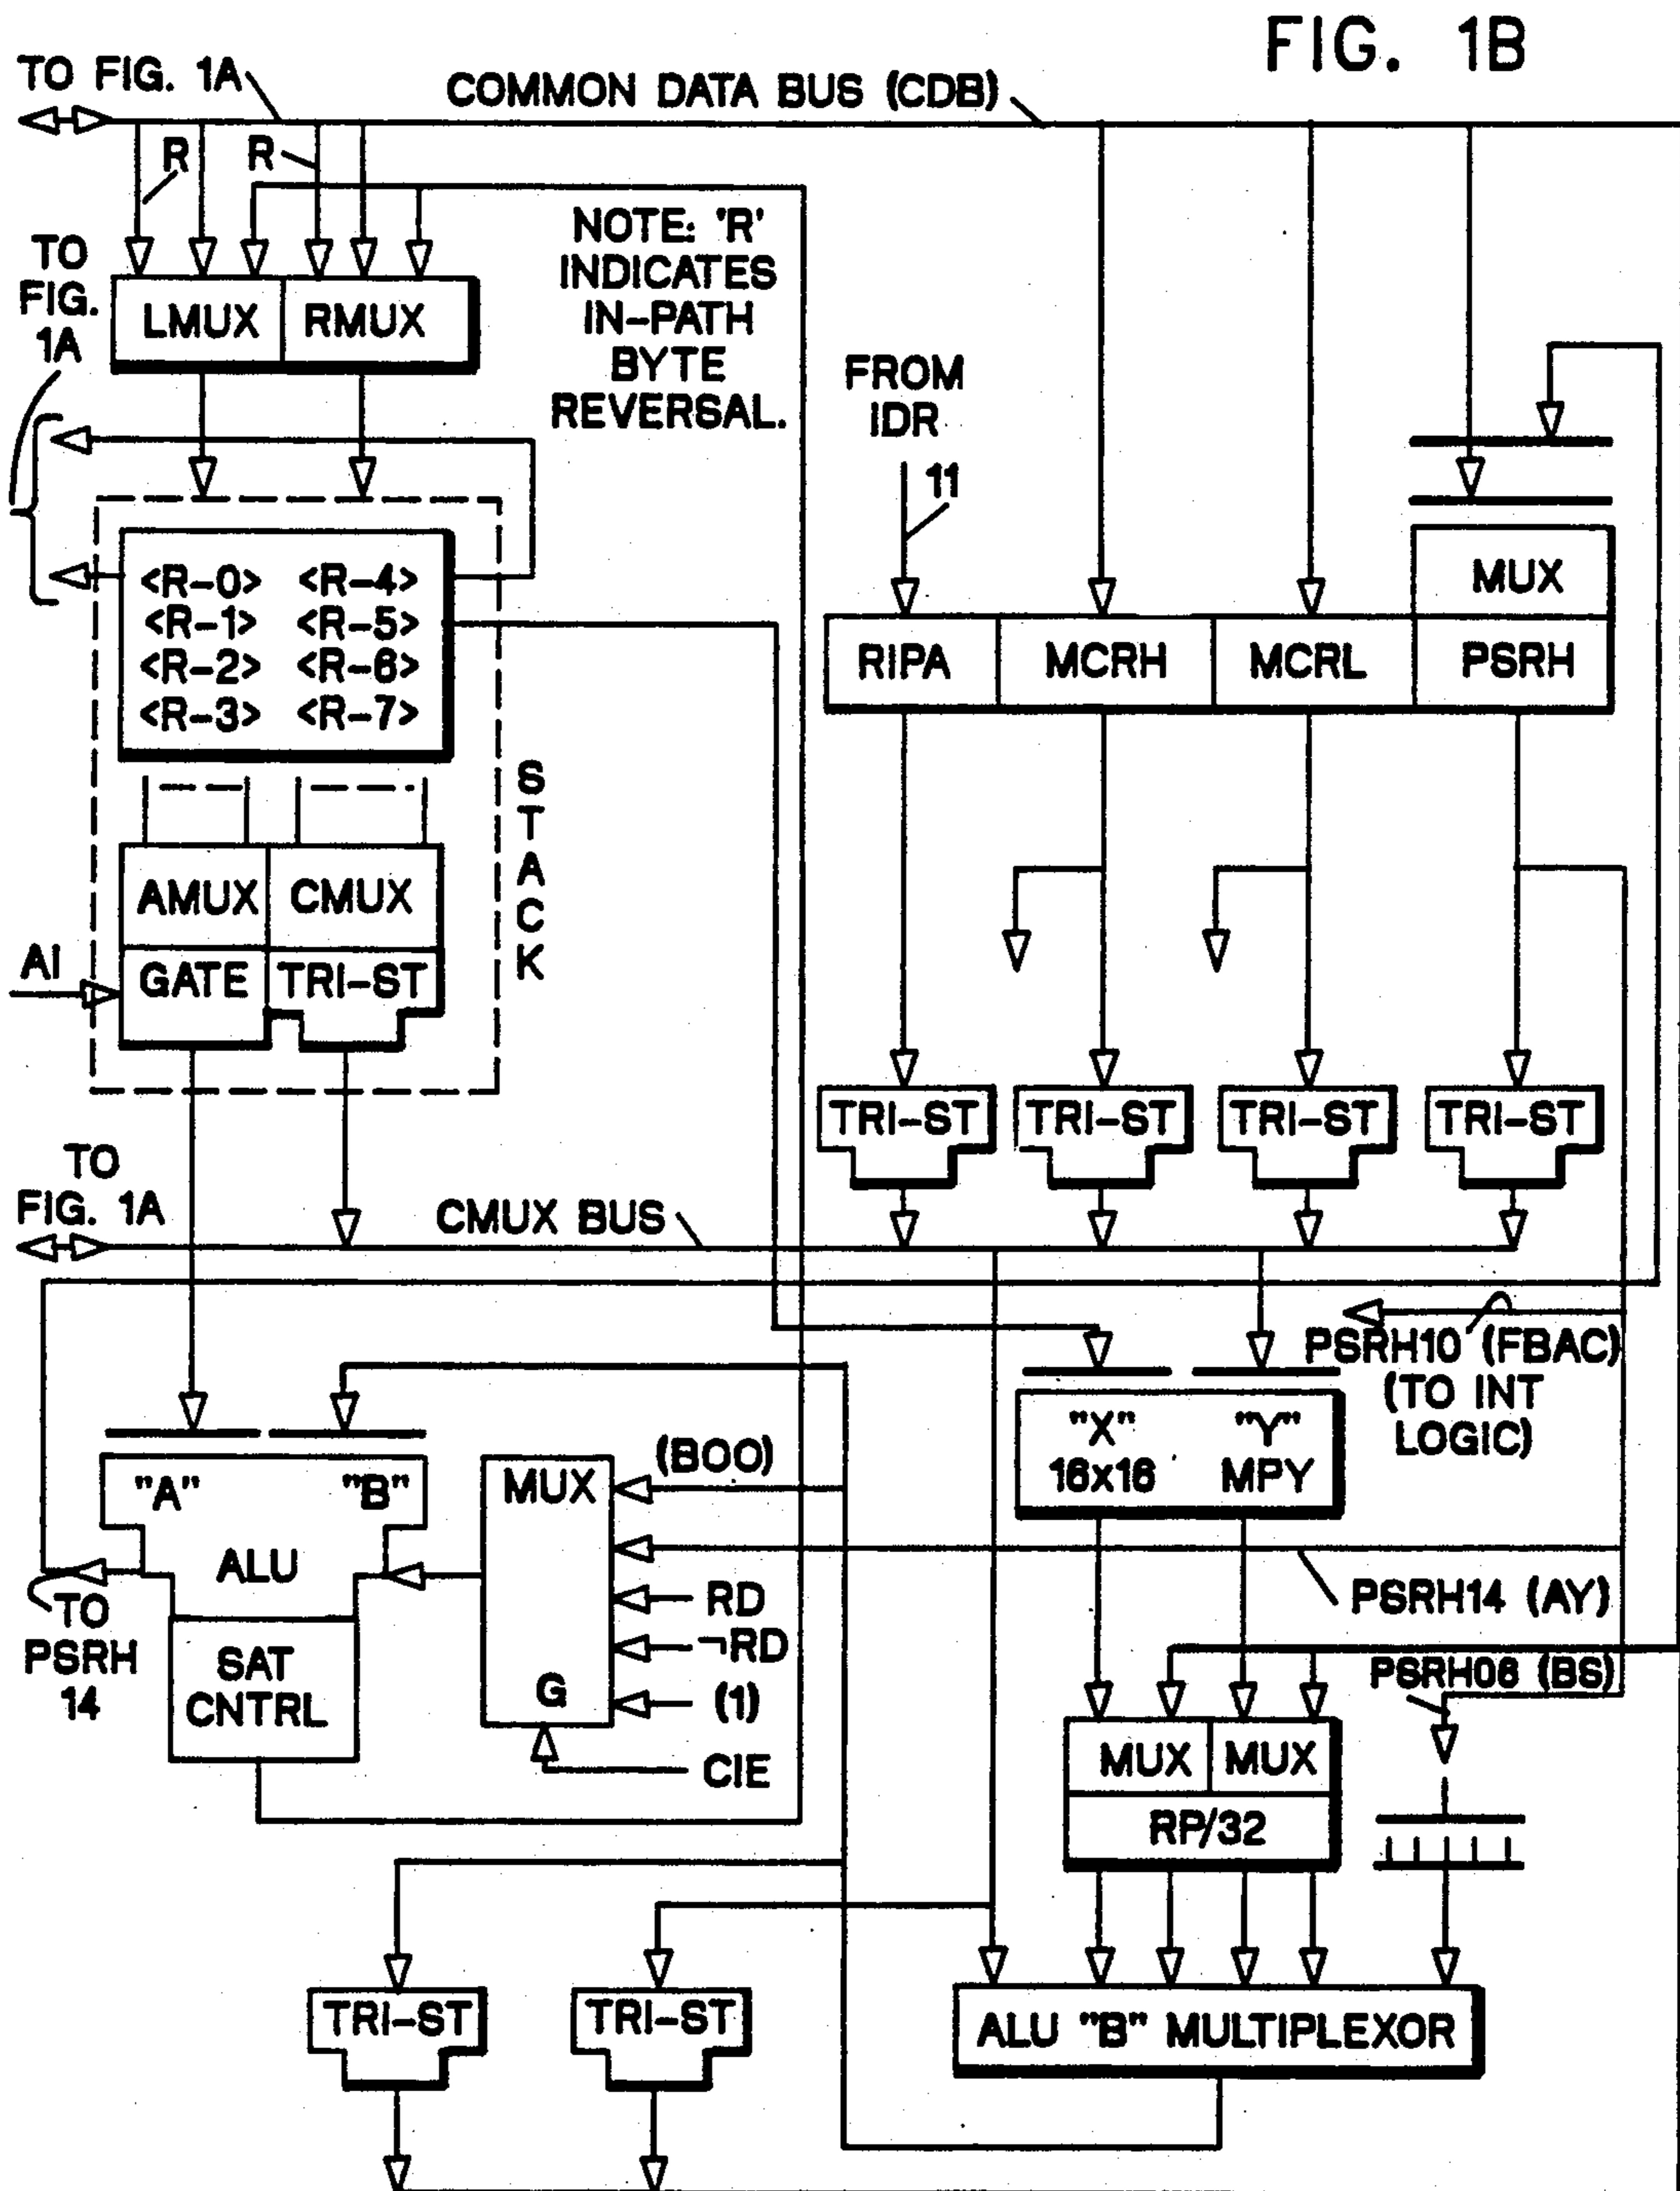 FIG. 1B
TO FIG. 1A
COMMON DATA BUS (CDB)
R
R
TO
FIG.
1A
NOTE: 'R'
INDICATES
IN-PATH
BYTE
REVERSAL.
LMUX
RMUX
FROM
IDR
11
<R-0> <R-4>
<R-1> <R-5>
<R-2> <R-6>
<R-3> <R-7>
MUX
RIPA
MCRH
MCRL
PSRH
STACK
AMUX
CMUX
AI
GATE
TRI-ST
TRI-ST
TRI-ST
TRI-ST
TRI-ST
TO
FIG. 1A
CMUX BUS
PSRH10 (FBAC)
(TO INT
LOGIC)
"X"
"Y"
16x16
MPY
"A"
"B"
ALU
MUX
(BOO)
RD
¬RD
G
(1)
CIE
TO
PSRH
14
SAT
CNTRL
PSRH14 (AY)
PSRH06 (BS)
MUX
MUX
RP/32
TRI-ST
TRI-ST
ALU "B" MULTIPLEXOR